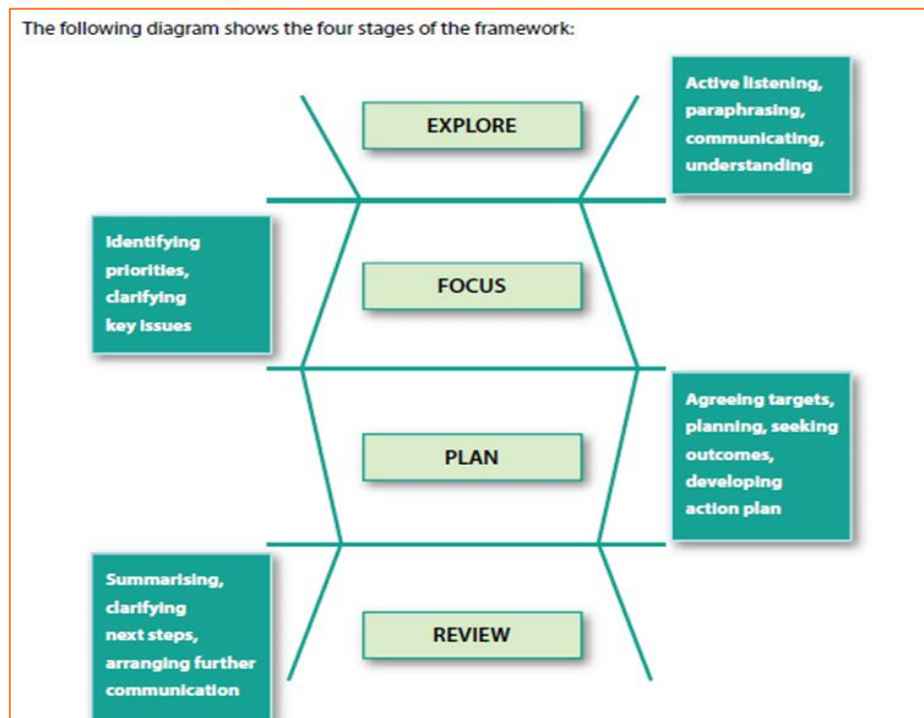 The following diagram shows the four stages of the framework:
EXPLORE
Active listening,
paraphrasing,
communicating,
understanding
Identifying
priorities,
clarifying
key issues
FOCUS
PLAN
Agreeing targets,
planning, seeking
outcomes,
developing
action plan
Summarising,
clarifying
next steps,
arranging further
communication
REVIEW